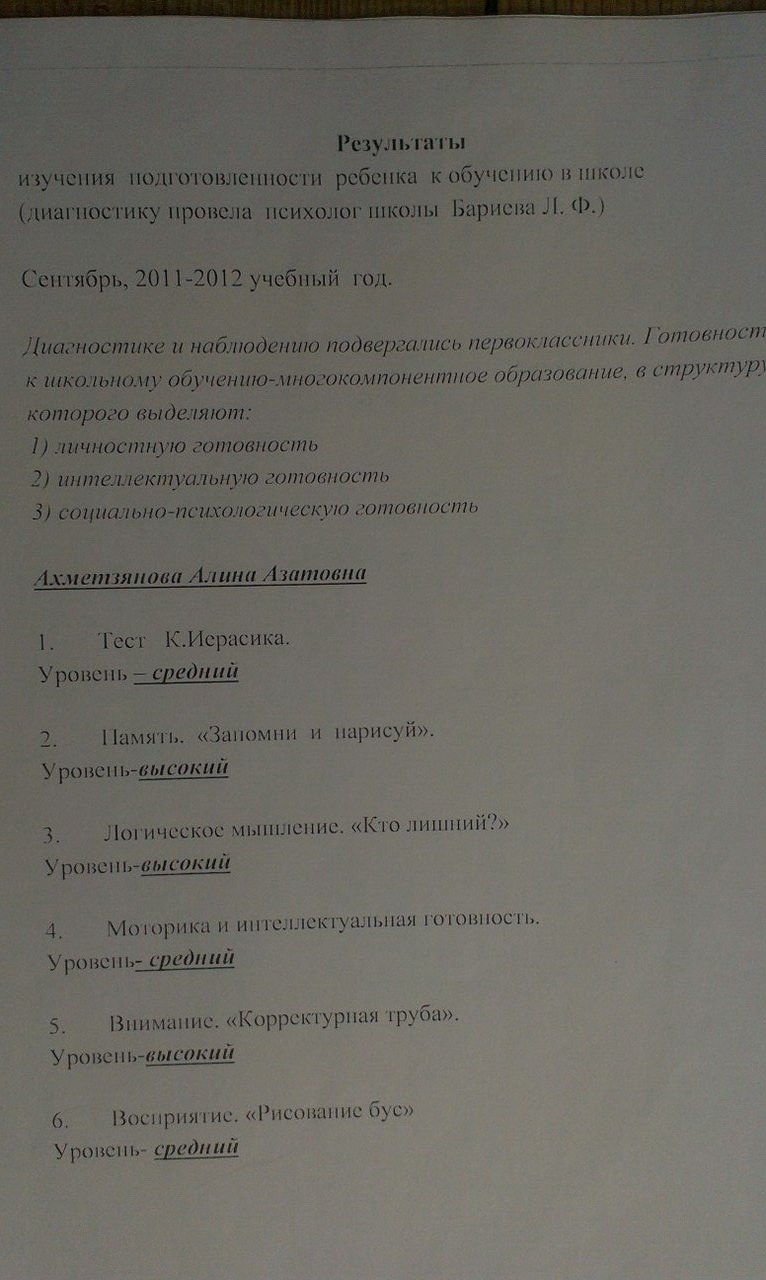 Результаты
изучения подготовленности ребенка к обучению в школе
(диагностику провела психолог школы Бариева Л. Ф.)
Сентябрь, 2011-2012 учебный год.
Диагностике и наблюдению подвергались первоклассники. Готовност
к школьному обучению-многокомпонентное образование, в структуру
которого выделяют:
1) личностную готовность
2) интеллектуальную готовность
3) социально-психологическую готовность
Ахметзянова Алина Азатовна
1. Тест К.Иерасика.
Уровень – средний
2. Память. «Запомни и нарисуй».
Уровень-высокий
3. Логическое мышление. «Кто лишний?»
Уровень-высокий
4. Моторика и интеллектуальная готовность.
Уровень- средний
5. Внимание. «Корректурная труба».
Уровень-высокий
6. Восприятие. «Рисование бус»
Уровень- средний